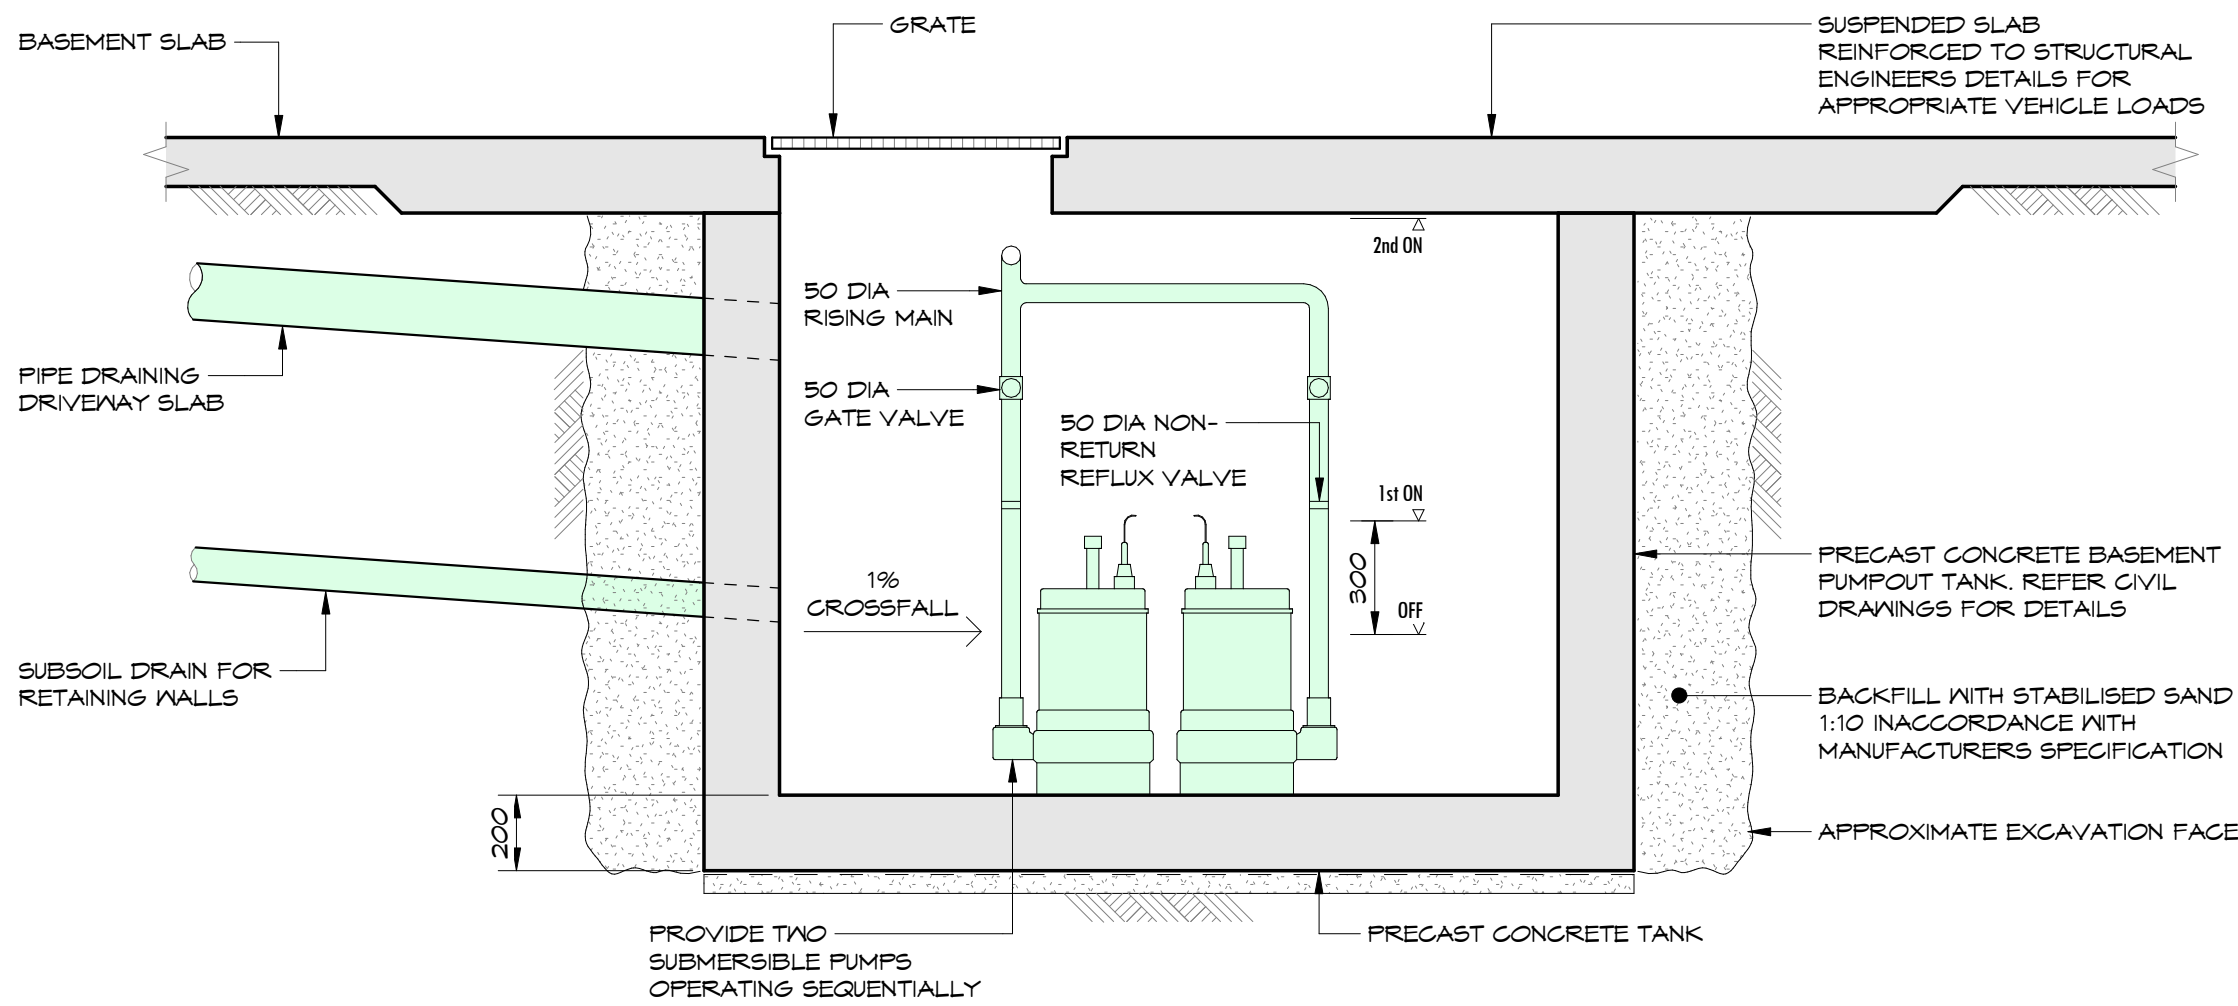 BASEMENT SLAB
GRATE
SUSPENDED SLAB
REINFORCED TO STRUCTURAL
ENGINEERS DETAILS FOR
APPROPRIATE VEHICLE LOADS
2nd ON
50 DIA
RISING MAIN
PIPE DRAINING
DRIVEWAY SLAB
50 DIA
GATE VALVE
50 DIA NON-
RETURN
REFLUX VALVE
1st ON
300
OFF
1%
CROSSFALL
PRECAST CONCRETE BASEMENT
PUMPOUT TANK. REFER CIVIL
DRAWINGS FOR DETAILS
SUBSOIL DRAIN FOR
RETAINING WALLS
BACKFILL WITH STABILISED SAND
1:10 INACCORDANCE WITH
MANUFACTURERS SPECIFICATION
200
APPROXIMATE EXCAVATION FACE
PROVIDE TWO
SUBMERSIBLE PUMPS
OPERATING SEQUENTIALLY
PRECAST CONCRETE TANK